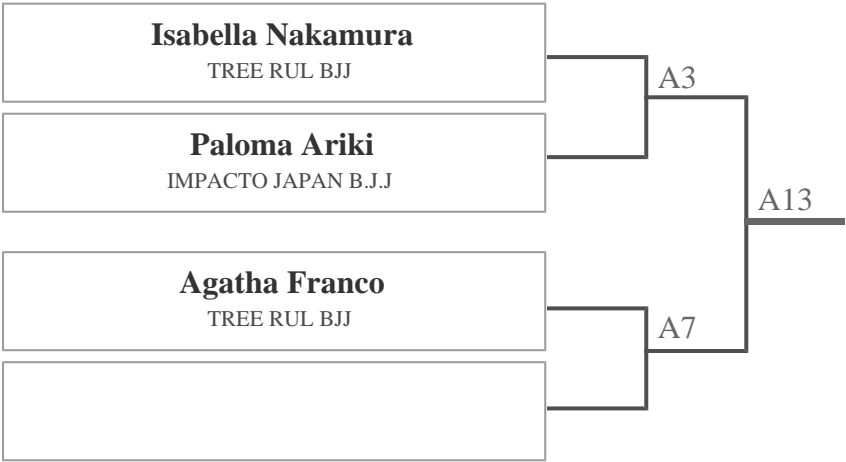 Isabella Nakamura
TREE RUL BJJ
A3
Paloma Ariki
IMPACTO JAPAN B.J.J
A13
Agatha Franco
TREE RUL BJJ
A7